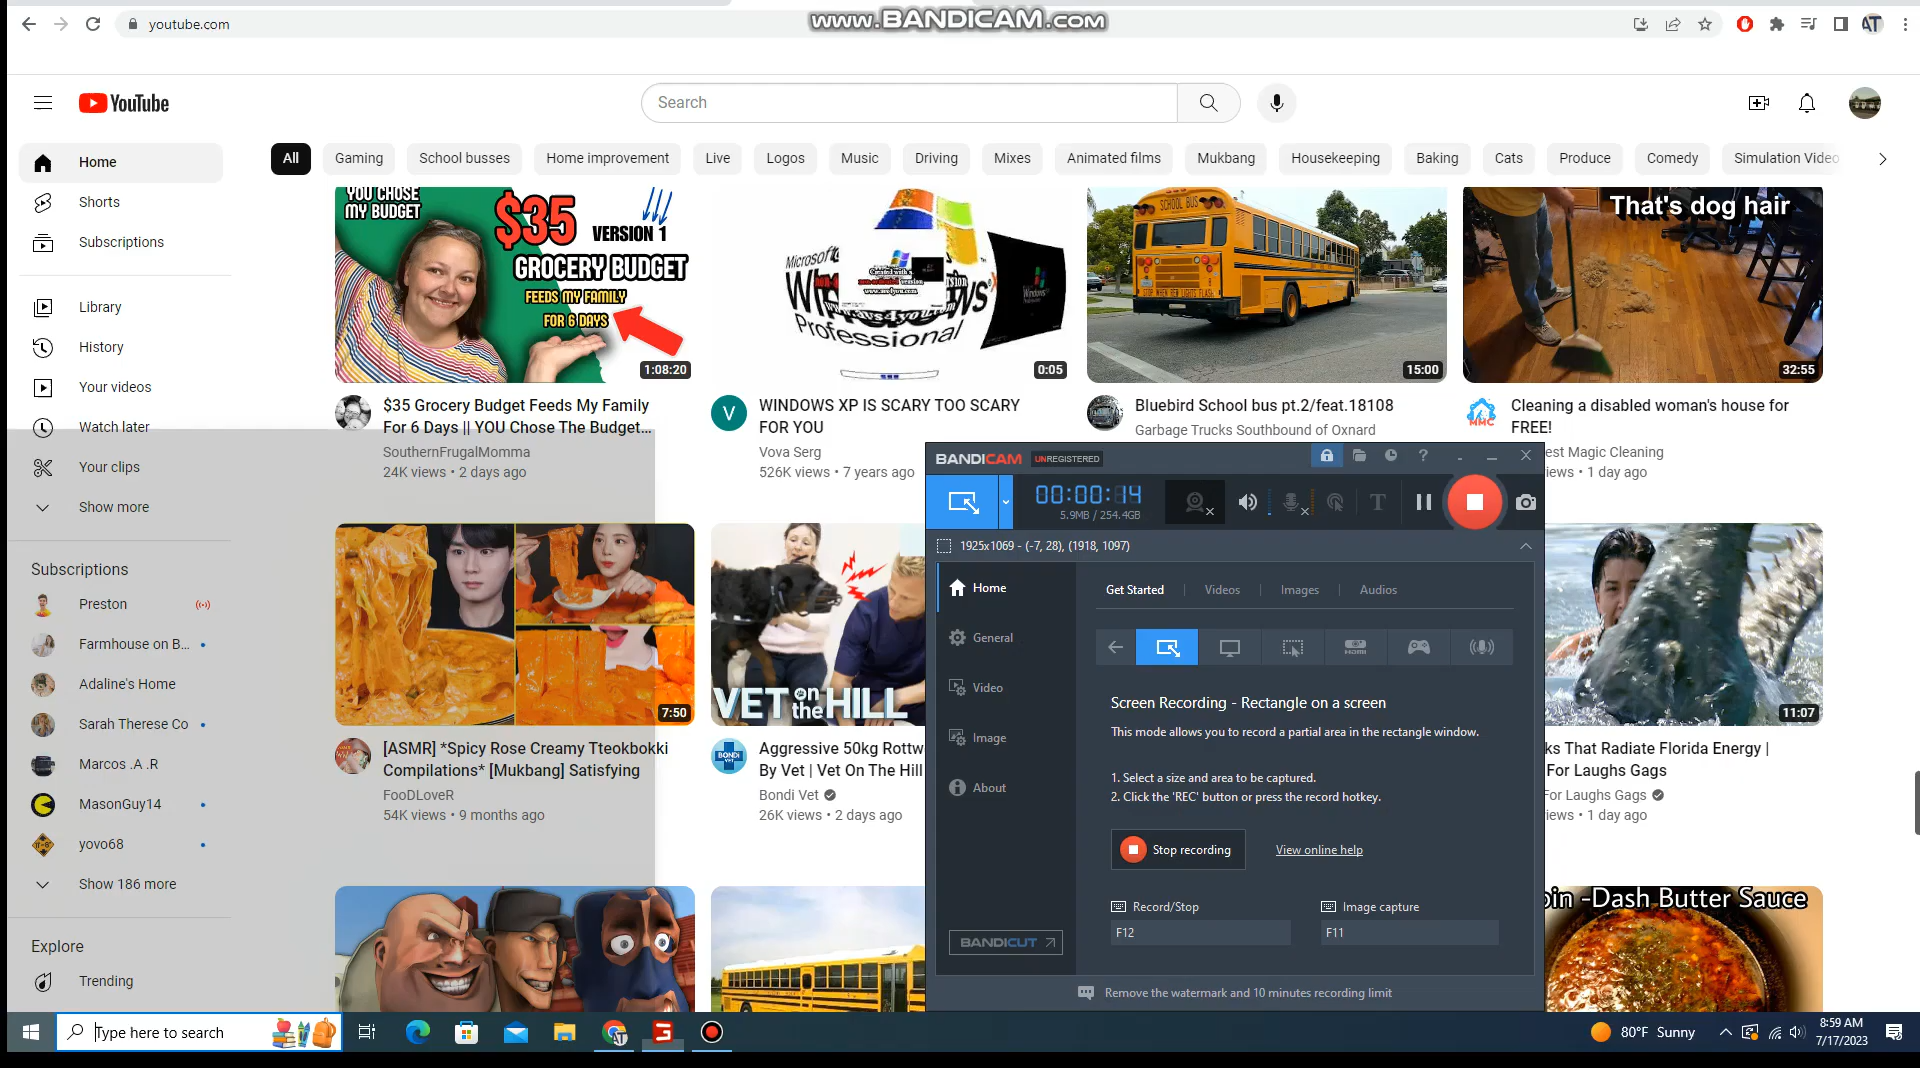 youtube.com
www.BANDICAM.com
AT
YouTube
Search
All
Gaming
School busses
Home improvement
Live
Logos
Music
Driving
Mixes
Animated films
Mukbang
Housekeeping
Baking
Cats
Produce
Comedy
Simulation Video
Home
Shorts
Subscriptions
Library
History
Your videos
Watch later
Your clips
Show more
Subscriptions
Preston
Farmhouse on B...
Adaline's Home
Sarah Therese Co
Marcos .A .R
MasonGuy14
yovo68
Show 186 more
Explore
Trending
YOU CHOSE
MY BUDGET
$35
VERSION 1
GROCERY BUDGET
FEEDS MY FAMILY
FOR 6 DAYS
1:08:20
$35 Grocery Budget Feeds My Family
For 6 Days || YOU Chose The Budget...
SouthernFrugalMomma
24K views • 2 days ago
Microsoft
Professional
www.avs4you.com
0:05
V
WINDOWS XP IS SCARY TOO SCARY
FOR YOU
Vova Serg
526K views • 7 years ago
SCHOOL BUS
15:00
Bluebird School bus pt.2/feat.18108
Garbage Trucks Southbound of Oxnard
That's dog hair
32:55
MMC
Cleaning a disabled woman's house for
FREE!
est Magic Cleaning
iews • 1 day ago
7:50
[ASMR] *Spicy Rose Creamy Tteokbokki
Compilations* [Mukbang] Satisfying
FooDLoveR
54K views • 9 months ago
VET on the HILL
BONDI
VET
Aggressive 50kg Rottw
By Vet | Vet On The Hill
Bondi Vet
26K views • 2 days ago
11:07
ks That Radiate Florida Energy |
For Laughs Gags
For Laughs Gags
iews • 1 day ago
oin -Dash Butter Sauce
BANDICAM UNREGISTERED
00:00:14
5.9MB / 254.4GB
1925x1069 - (-7, 28), (1918, 1097)
Home
General
Video
Image
About
BANDICUT
Get Started
Videos
Images
Audios
HDMI
Screen Recording - Rectangle on a screen
This mode allows you to record a partial area in the rectangle window.
1. Select a size and area to be captured.
2. Click the 'REC' button or press the record hotkey.
Stop recording
View online help
Record/Stop
F12
Image capture
F11
Remove the watermark and 10 minutes recording limit
Type here to search
80°F Sunny
8:59 AM
7/17/2023